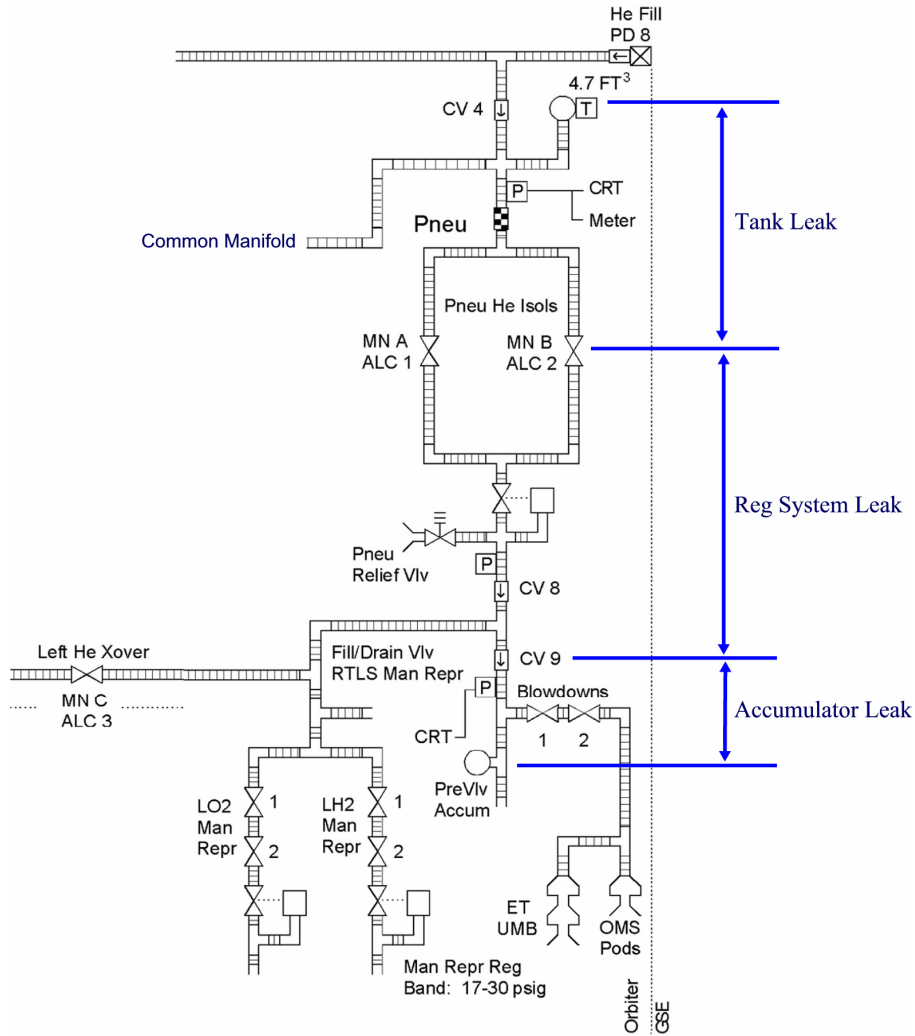 He Fill
PD 8
4.7 FT³
CV 4
T
P
CRT
Meter
Pneu
Tank Leak
Common Manifold
Pneu He Isols
MN A
ALC 1
MN B
ALC 2
Reg System Leak
Pneu
Relief Vlv
P
CV 8
Left He Xover
Fill/Drain Vlv
RTLS Man Repr
CV 9
MN C
ALC 3
P
Blowdowns
Accumulator Leak
CRT
1
2
PreVlv
Accum
LO2
Man
Repr
1
2
LH2
Man
Repr
1
2
ET
UMB
OMS
Pods
Man Repr Reg
Band: 17-30 psig
Orbiter
GSE